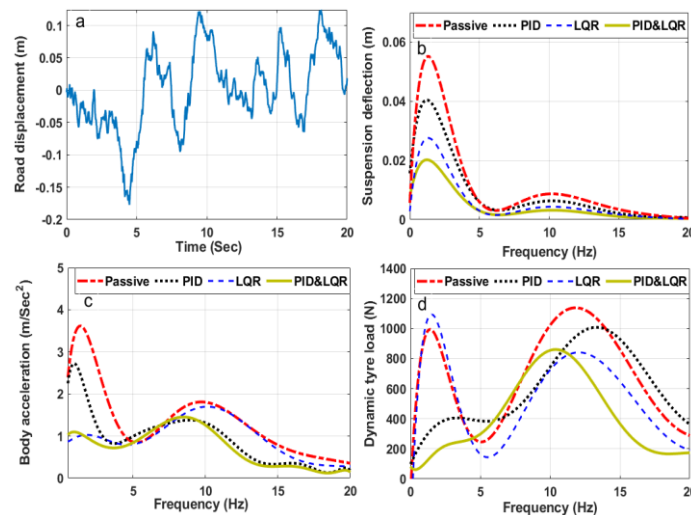 a
0.1
0.05
0
-0.05
-0.1
-0.15
-0.2
Road displacement (m)
0 5 10 15 20
Time (Sec)
Passive PID LQR PID&LQR
b
0.06
0.04
0.02
0
Suspension deflection (m)
0 5 10 15 20
Frequency (Hz)
Passive PID LQR PID&LQR
c
5
4
3
2
1
0
Body acceleration (m/Sec²)
0 5 10 15 20
Frequency (Hz)
Passive PID LQR PID&LQR
d
1400
1200
1000
800
600
400
200
0
Dynamic tyre load (N)
0 5 10 15 20
Frequency (Hz)